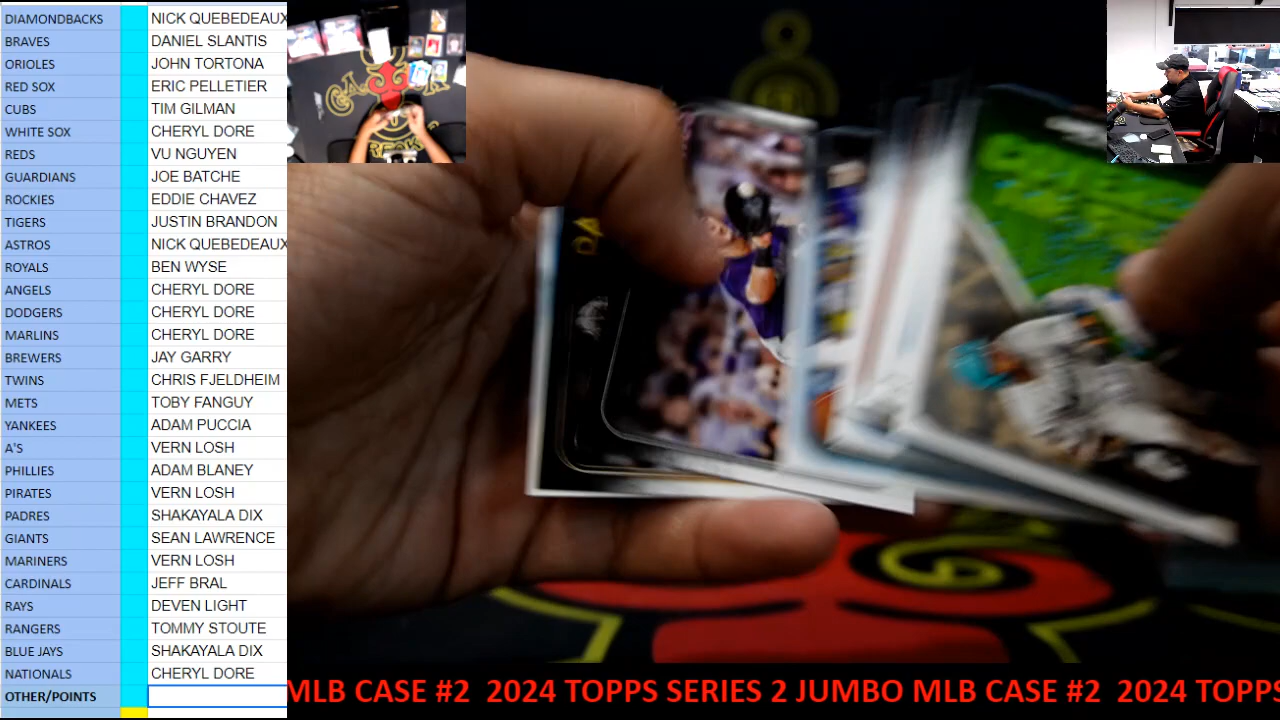 DIAMONDBACKS NICK QUEBEDEAUX
BRAVES DANIEL SLANTIS
ORIOLES JOHN TORTONA
RED SOX ERIC PELLETIER
CUBS TIM GILMAN
WHITE SOX CHERYL DORE
REDS VU NGUYEN
GUARDIANS JOE BATCHE
ROCKIES EDDIE CHAVEZ
TIGERS JUSTIN BRANDON
ASTROS NICK QUEBEDEAUX
ROYALS BEN WYSE
ANGELS CHERYL DORE
DODGERS CHERYL DORE
MARLINS CHERYL DORE
BREWERS JAY GARRY
TWINS CHRIS FJELDHEIM
METS TOBY FANGUY
YANKEES ADAM PUCCIA
A'S VERN LOSH
PHILLIES ADAM BLANEY
PIRATES VERN LOSH
PADRES SHAKAYALA DIX
GIANTS SEAN LAWRENCE
MARINERS VERN LOSH
CARDINALS JEFF BRAL
RAYS DEVEN LIGHT
RANGERS TOMMY STOUTE
BLUE JAYS SHAKAYALA DIX
NATIONALS CHERYL DORE
OTHER/POINTS
MLB CASE #2 2024 TOPPS SERIES 2 JUMBO MLB CASE #2 2024 TOPPS